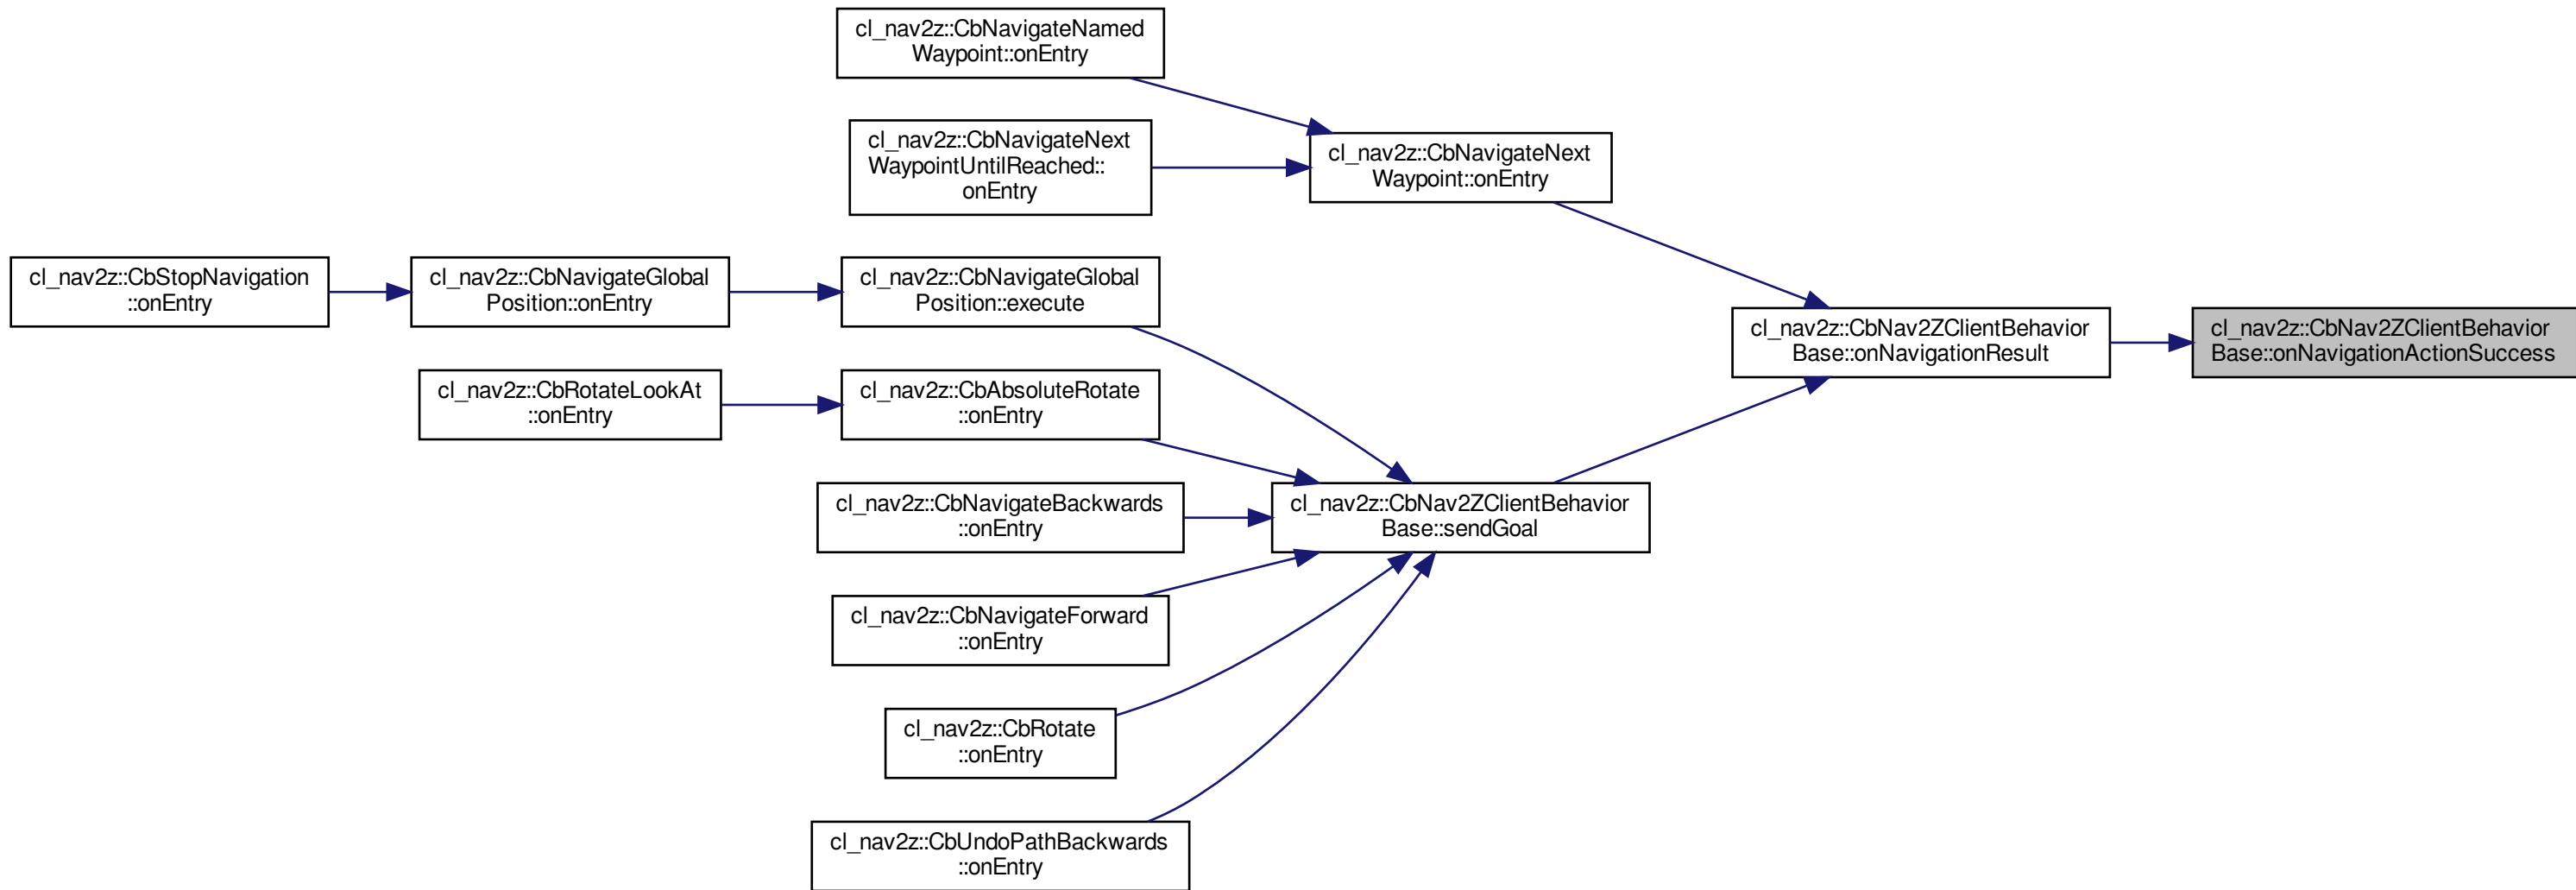 cl_nav2z::CbNavigateNamed
Waypoint::onEntry
cl_nav2z::CbNavigateNext
WaypointUntilReached::
onEntry
cl_nav2z::CbNavigateNext
Waypoint::onEntry
cl_nav2z::CbStopNavigation
::onEntry
cl_nav2z::CbNavigateGlobal
Position::onEntry
cl_nav2z::CbNavigateGlobal
Position::execute
cl_nav2z::CbNav2ZClientBehavior
Base::onNavigationResult
cl_nav2z::CbNav2ZClientBehavior
Base::onNavigationActionSuccess
cl_nav2z::CbRotateLookAt
::onEntry
cl_nav2z::CbAbsoluteRotate
::onEntry
cl_nav2z::CbNavigateBackwards
::onEntry
cl_nav2z::CbNav2ZClientBehavior
Base::sendGoal
cl_nav2z::CbNavigateForward
::onEntry
cl_nav2z::CbRotate
::onEntry
cl_nav2z::CbUndoPathBackwards
::onEntry